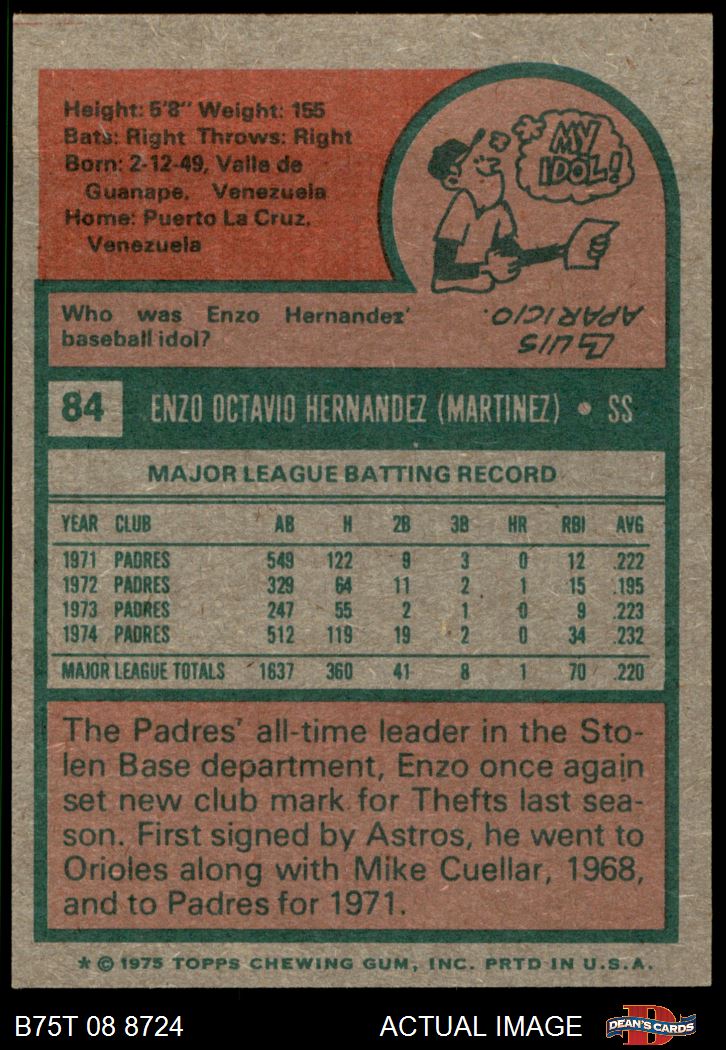 Height: 5'8" Weight: 155
Bats: Right Throws: Right
Born: 2-12-49, Valle de
Guanape, Venezuela
Home: Puerto La Cruz,
Venezuela
MY
IDOL!
Who was Enzo Hernandez'
baseball idol?
LUIS
APARICIO.
84 ENZO OCTAVIO HERNANDEZ (MARTINEZ) • SS
MAJOR LEAGUE BATTING RECORD
YEAR CLUB AB H 2B 3B HR RBI AVG
1971 PADRES 549 122 9 3 0 12 .222
1972 PADRES 329 64 11 2 1 15 .195
1973 PADRES 247 55 2 1 0 9 .223
1974 PADRES 512 119 19 2 0 34 .232
MAJOR LEAGUE TOTALS 1637 360 41 8 1 70 .220
The Padres' all-time leader in the Sto-
len Base department, Enzo once again
set new club mark for Thefts last sea-
son. First signed by Astros, he went to
Orioles along with Mike Cuellar, 1968,
and to Padres for 1971.
* © 1975 TOPPS CHEWING GUM, INC. PRTD IN U.S.A.
B75T 08 8724 ACTUAL IMAGE
D
DEAN'S CARDS